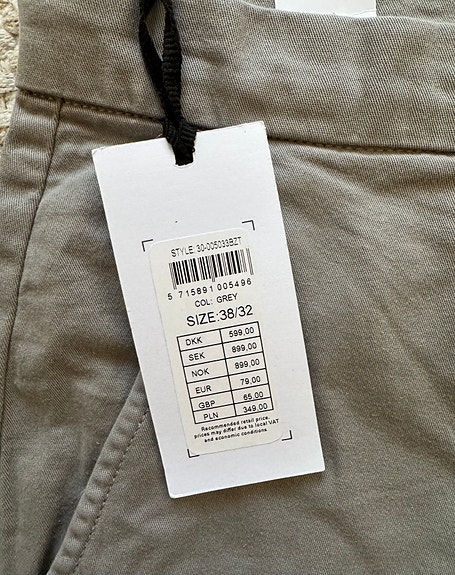 STYLE: 30-005033BZT
5 715891 005496
COL: GREY
SIZE:38/32
DKK 599,00
SEK 899,00
NOK 899,00
EUR 79,00
GBP 65,00
PLN 349,00
Recommended retail price,
prices may differ due to local VAT
and economic conditions